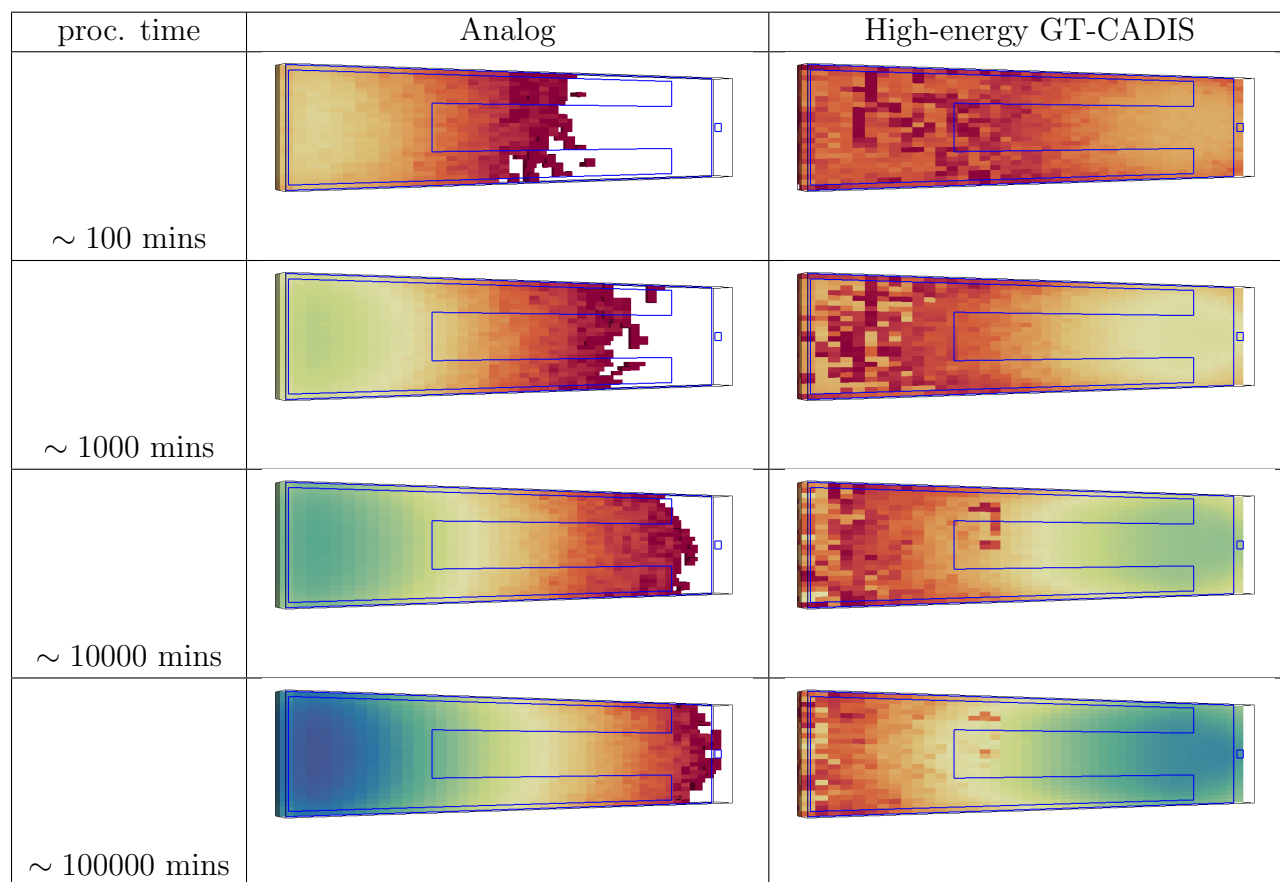 proc. time Analog High-energy GT-CADIS
∼ 100 mins
∼ 1000 mins
∼ 10000 mins
∼ 100000 mins